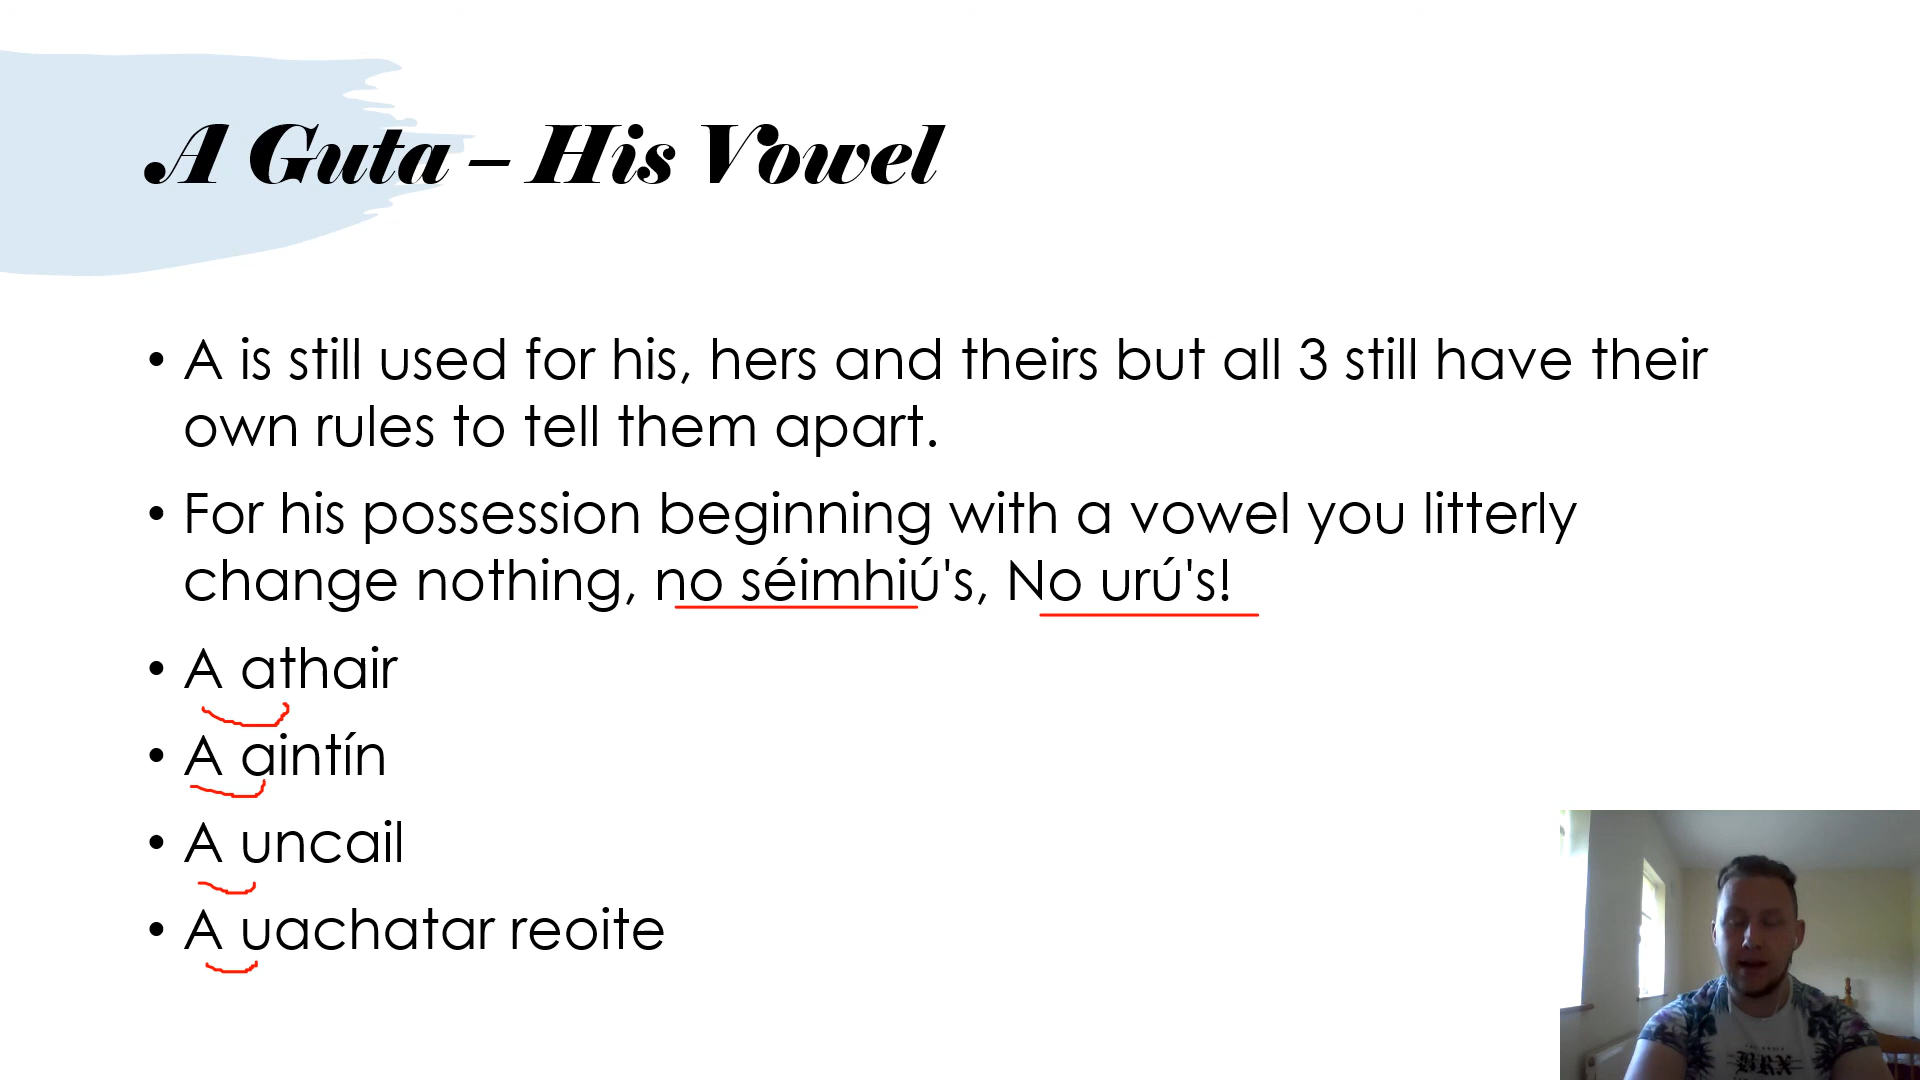 A Guta – His Vowel
• A is still used for his, hers and theirs but all 3 still have their
own rules to tell them apart.
• For his possession beginning with a vowel you litterly
change nothing, no séimhiú's, No urú's!
• A athair
• A aintín
• A uncail
• A uachatar reoite
BRX